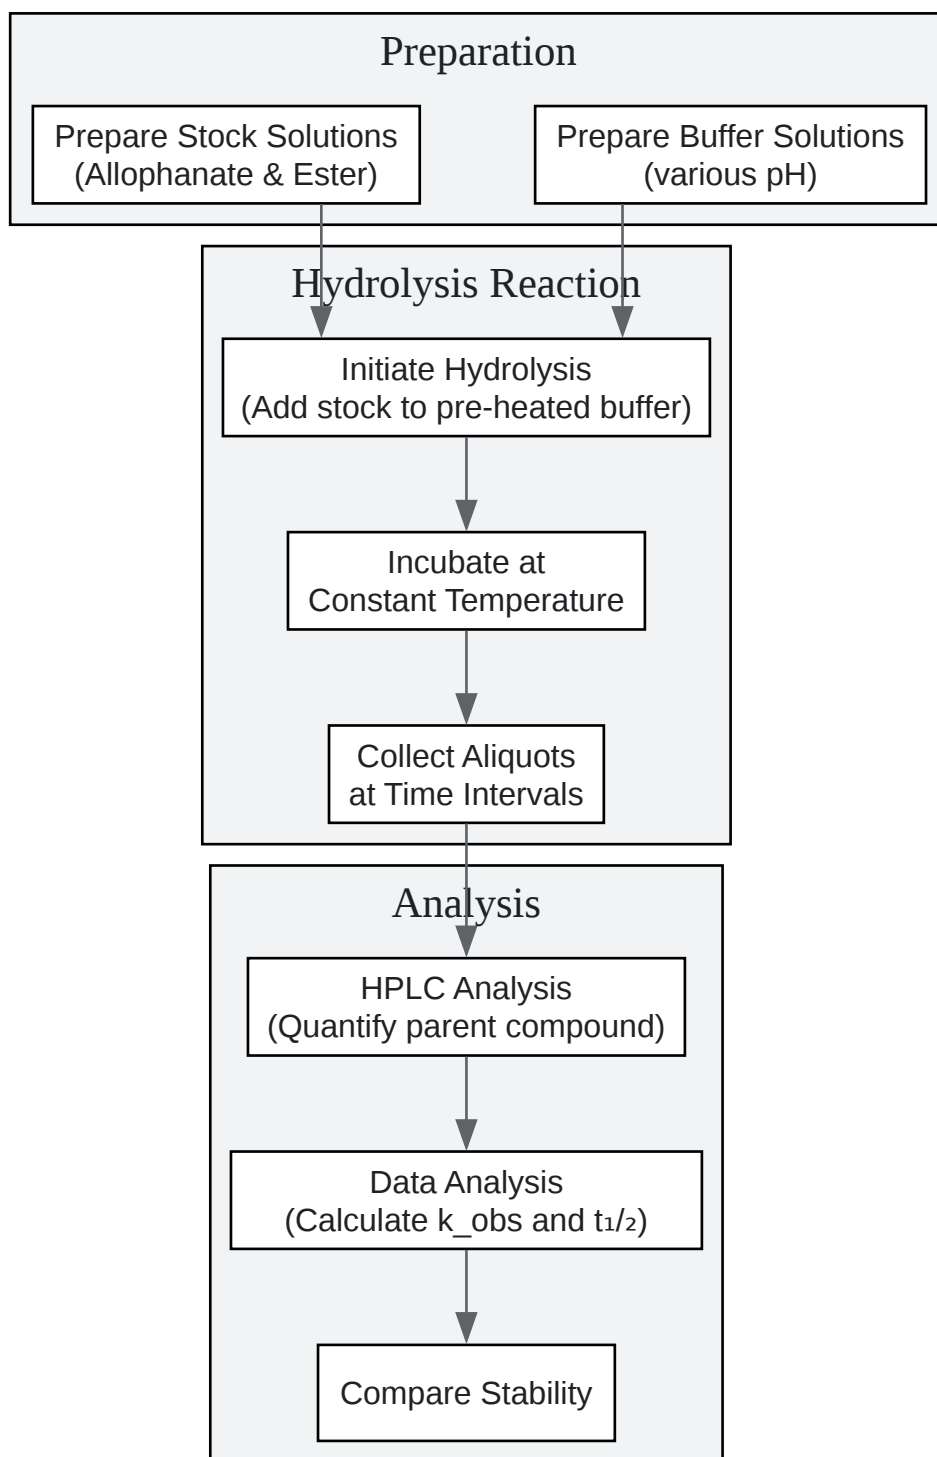 Preparation
Prepare Stock Solutions
(Allophanate & Ester)
Prepare Buffer Solutions
(various pH)
Hydrolysis Reaction
Initiate Hydrolysis
(Add stock to pre-heated buffer)
Incubate at
Constant Temperature
Collect Aliquots
at Time Intervals
Analysis
HPLC Analysis
(Quantify parent compound)
Data Analysis
(Calculate k_obs and t₁/₂)
Compare Stability